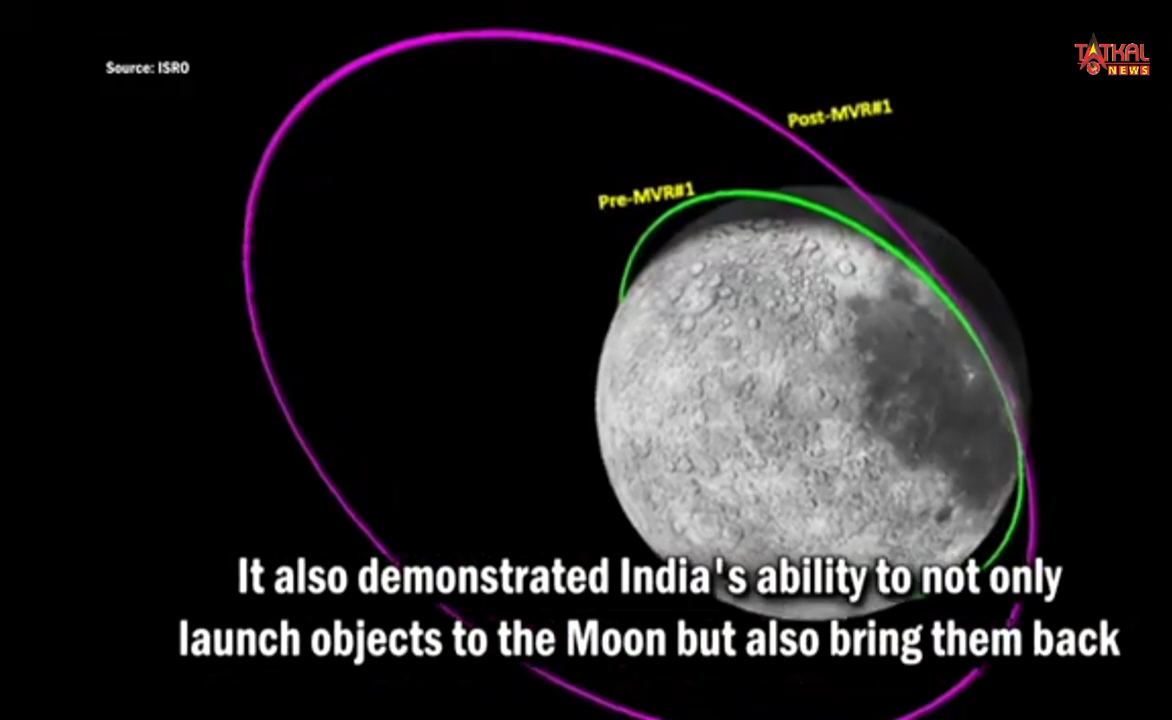 Source: ISRO
TATKAL
NEWS
Post-MVR#1
Pre-MVR#1
It also demonstrated India's ability to not only
launch objects to the Moon but also bring them back